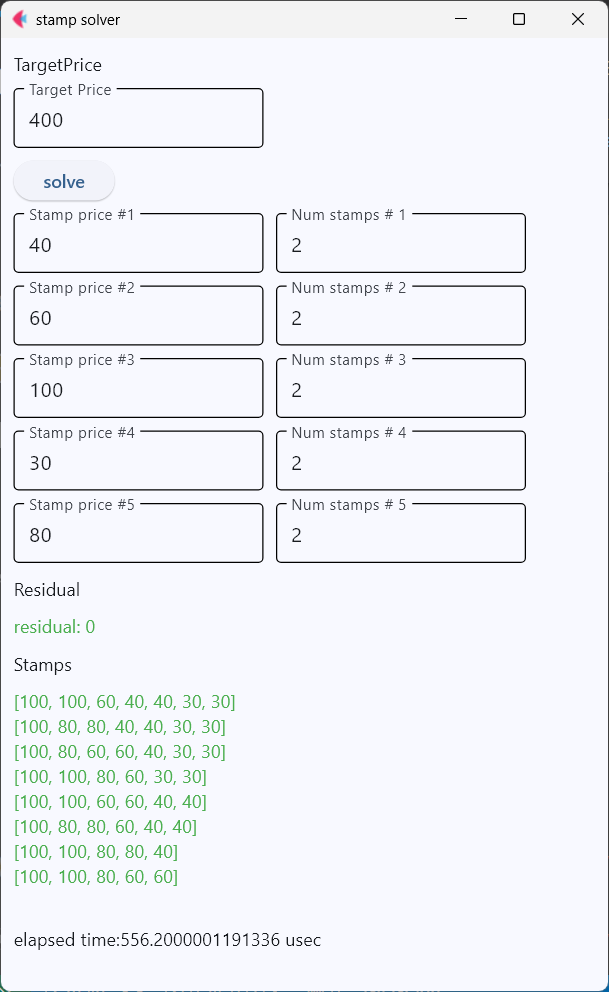 stamp solver
TargetPrice
Target Price
400
solve
Stamp price #1
Num stamps # 1
40
2
Stamp price #2
Num stamps # 2
60
2
Stamp price #3
Num stamps # 3
100
2
Stamp price #4
Num stamps # 4
30
2
Stamp price #5
Num stamps # 5
80
2
Residual
residual: 0
Stamps
[100, 100, 60, 40, 40, 30, 30]
[100, 80, 80, 40, 40, 30, 30]
[100, 80, 60, 60, 40, 30, 30]
[100, 100, 80, 60, 30, 30]
[100, 100, 60, 60, 40, 40]
[100, 80, 80, 60, 40, 40]
[100, 100, 80, 80, 40]
[100, 100, 80, 60, 60]
elapsed time:556.2000001191336 usec